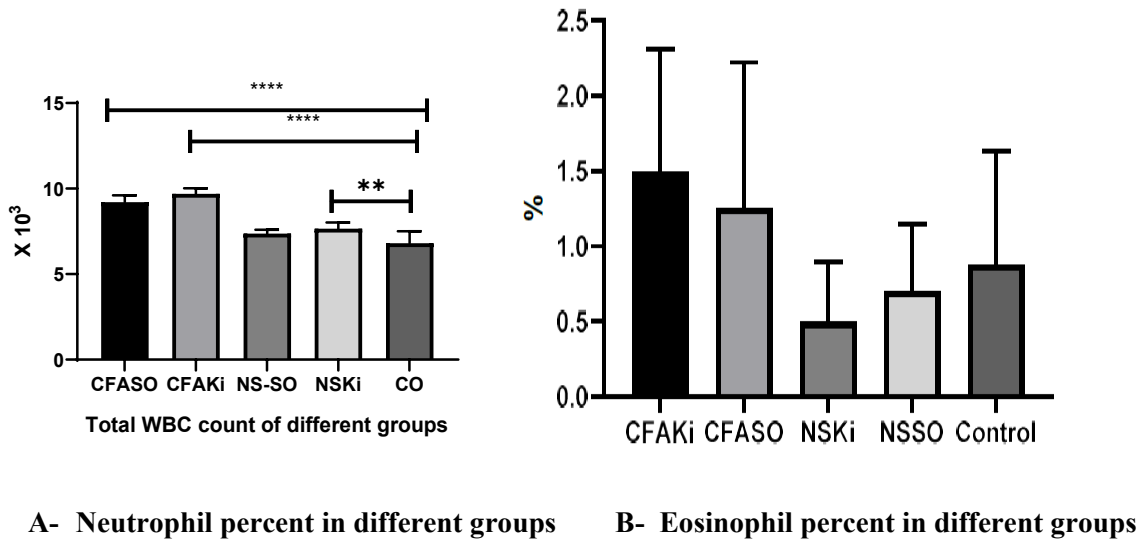 ****
****
**
15
10
5
0
X 10³
CFASO CFAKi NS-SO NSKi CO
Total WBC count of different groups
2.5
2.0
1.5
1.0
0.5
0.0
%
CFAKi CFASO NSKi NSSO Control
A- Neutrophil percent in different groups
B- Eosinophil percent in different groups